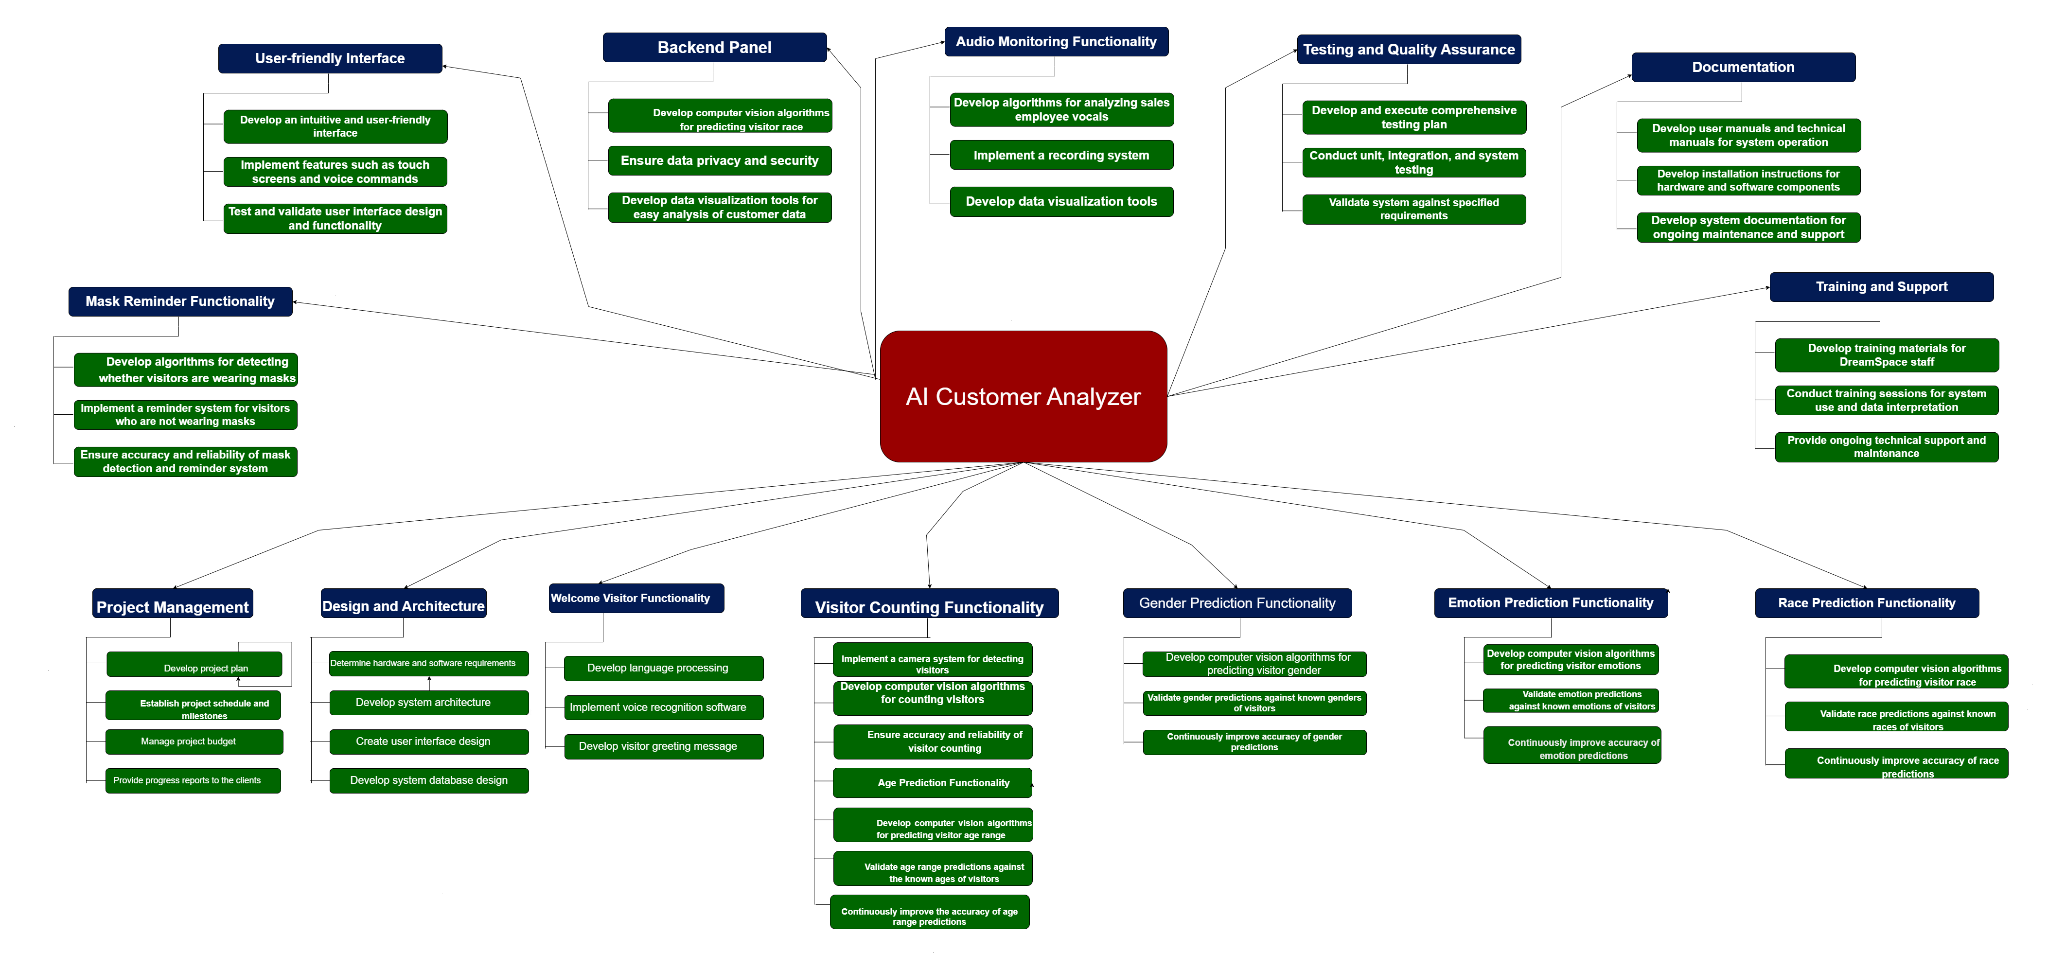 User-friendly Interface
Develop an intuitive and user-friendly
interface
Implement features such as touch
screens and voice commands
Test and validate user interface design
and functionality
Backend Panel
Develop computer vision algorithms
for predicting visitor race
Ensure data privacy and security
Develop data visualization tools for
easy analysis of customer data
Audio Monitoring Functionality
Develop algorithms for analyzing sales
employee vocals
Implement a recording system
Develop data visualization tools
Testing and Quality Assurance
Develop and execute comprehensive
testing plan
Conduct unit, integration, and system
testing
Validate system against specified
requirements
Documentation
Develop user manuals and technical
manuals for system operation
Develop installation instructions for
hardware and software components
Develop system documentation for
ongoing maintenance and support
Mask Reminder Functionality
Develop algorithms for detecting
whether visitors are wearing masks
Implement a reminder system for visitors
who are not wearing masks
Ensure accuracy and reliability of mask
detection and reminder system
AI Customer Analyzer
Training and Support
Develop training materials for
DreamSpace staff
Conduct training sessions for system
use and data interpretation
Provide ongoing technical support and
maintenance
Project Management
Develop project plan
Establish project schedule and
milestones
Manage project budget
Provide progress reports to the clients
Design and Architecture
Determine hardware and software requirements
Develop system architecture
Create user interface design
Develop system database design
Welcome Visitor Functionality
Develop language processing
Implement voice recognition software
Develop visitor greeting message
Visitor Counting Functionality
Implement a camera system for detecting
visitors
Develop computer vision algorithms
for counting visitors
Ensure accuracy and reliability of
visitor counting
Age Prediction Functionality
Develop computer vision algorithms
for predicting visitor age range
Validate age range predictions against
the known ages of visitors
Continuously improve the accuracy of age
range predictions
Gender Prediction Functionality
Develop computer vision algorithms for
predicting visitor gender
Validate gender predictions against known genders
of visitors
Continuously improve accuracy of gender
predictions
Emotion Prediction Functionality
Develop computer vision algorithms
for predicting visitor emotions
Validate emotion predictions
against known emotions of visitors
Continuously improve accuracy of
emotion predictions
Race Prediction Functionality
Develop computer vision algorithms
for predicting visitor race
Validate race predictions against known
races of visitors
Continuously improve accuracy of race
predictions